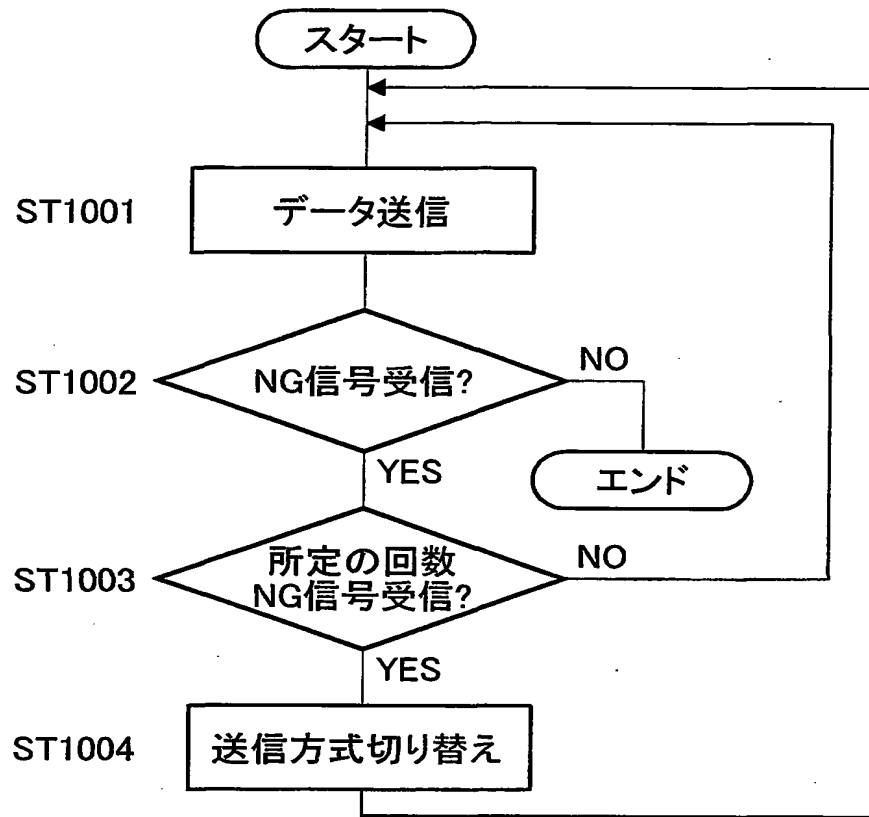 スタート
ST1001
データ送信
ST1002
NG信号受信?
NO
YES
エンド
ST1003
所定の回数
NG信号受信?
NO
YES
ST1004
送信方式切り替え